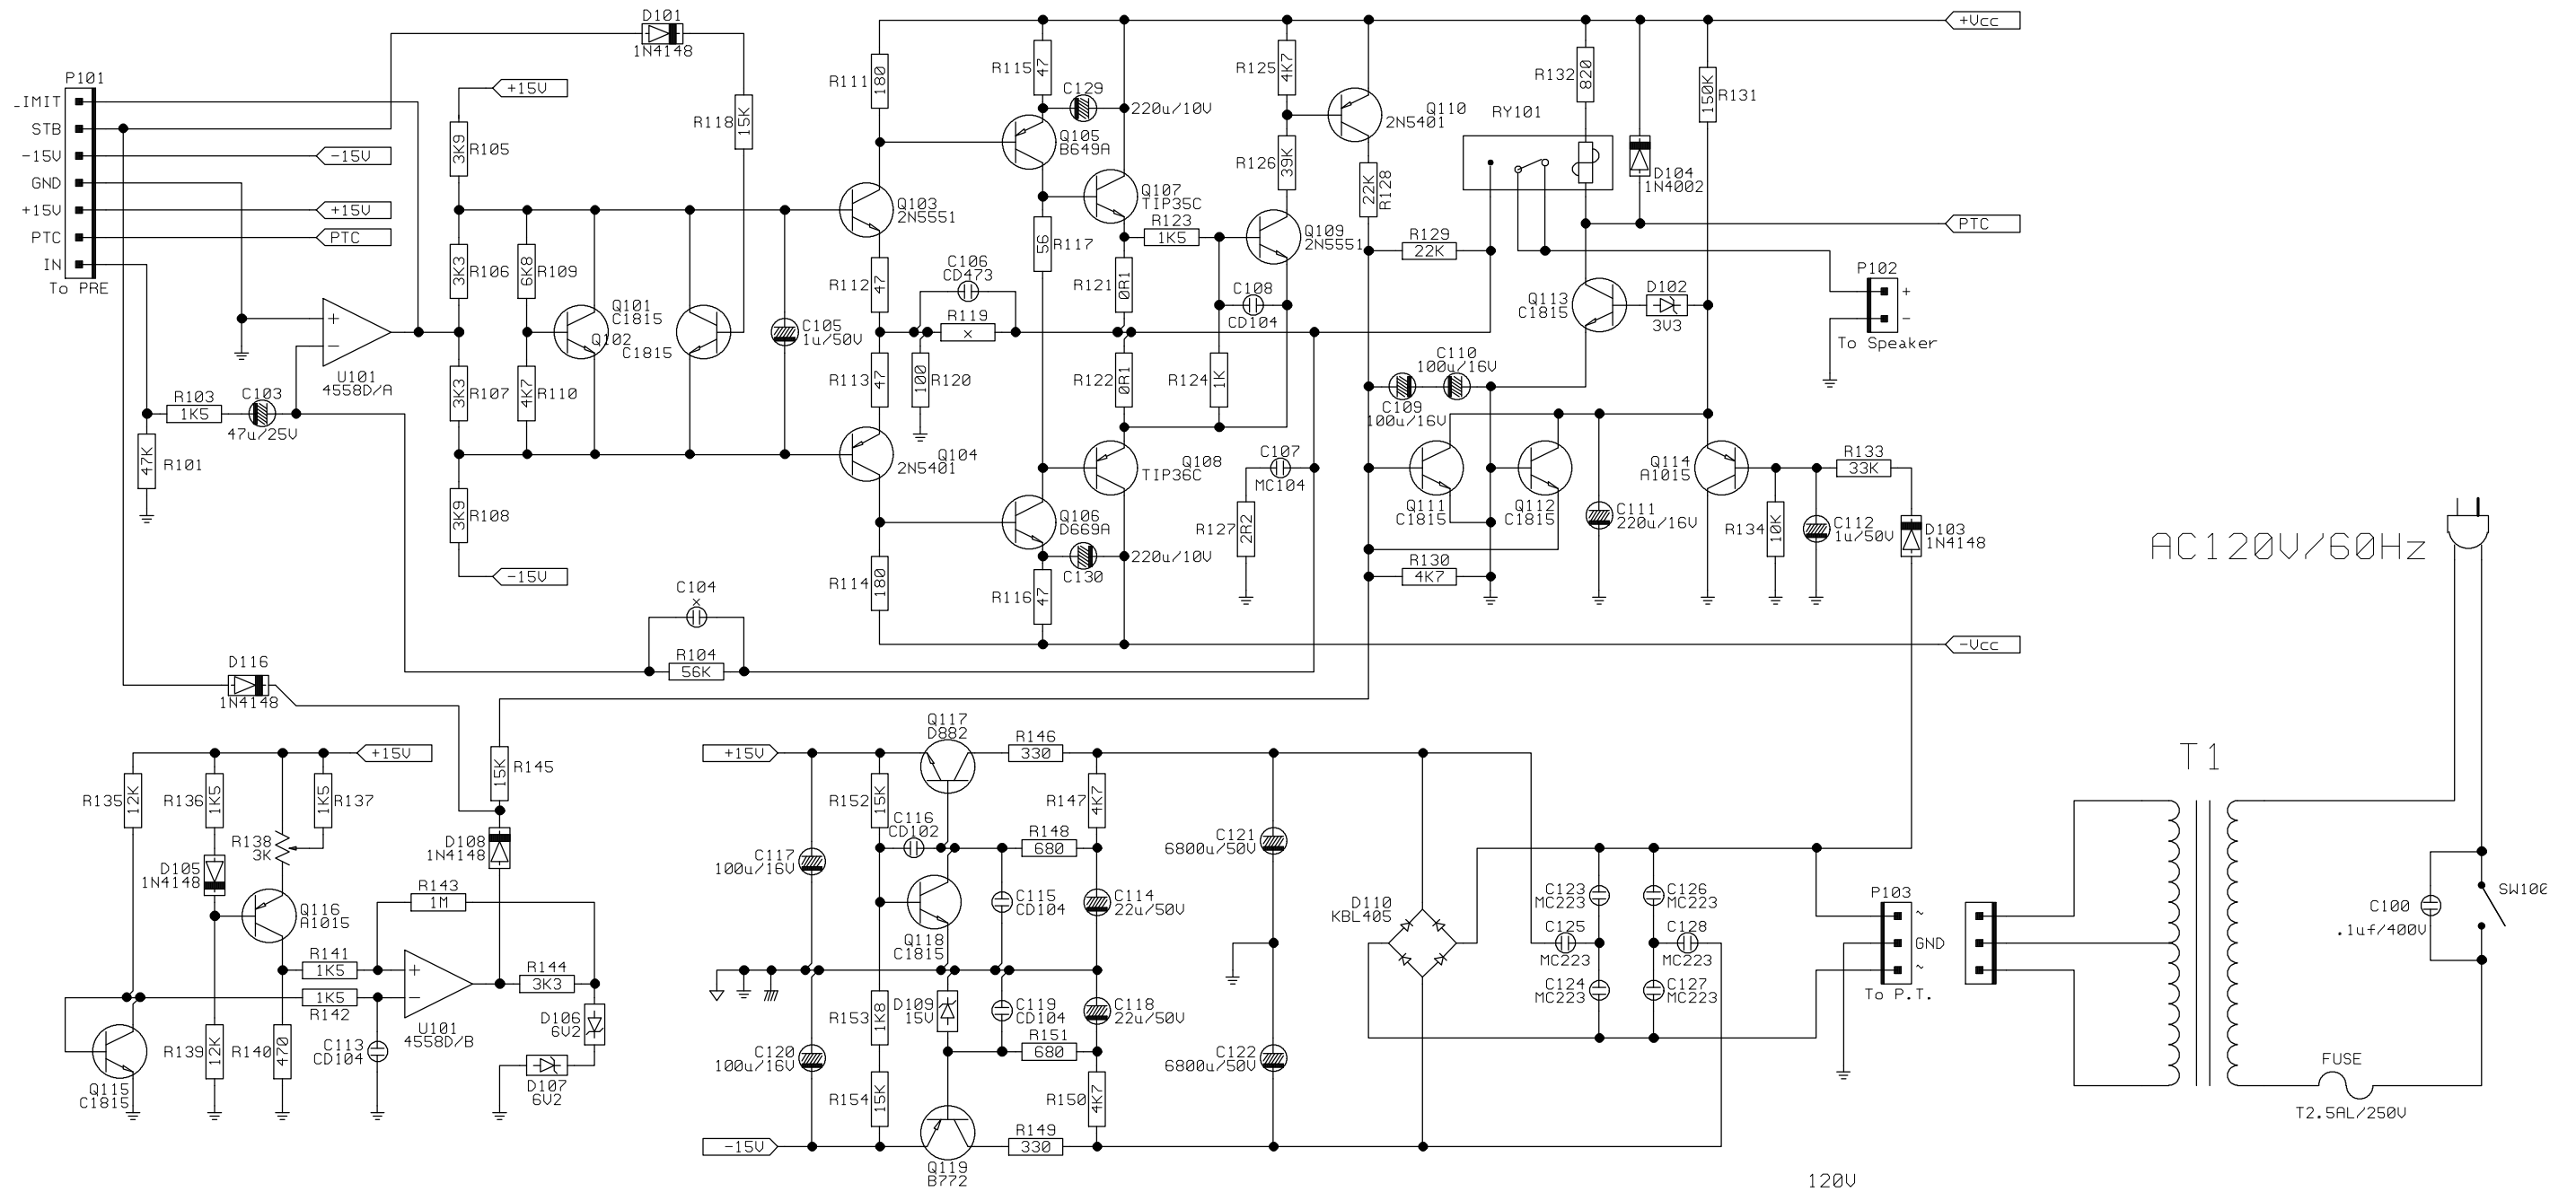 D101
1N4148
+Vcc
P101
_IMIT
STB
-15V
GND
+15V
PTC
IN
To PRE
-15V
+15V
PTC
+15V
R105
3K9
R118
15K
R111
180
R115
47
C129
220u/10V
Q105
B649A
R125
4K7
Q110
2N5401
R132
820
RY101
R131
150K
D104
1N4002
R126
39K
R128
22K
Q103
2N5551
Q107
TIP35C
R123
1K5
Q109
2N5551
R129
22K
PTC
P102
+
-
To Speaker
R106
3K3
R109
6K8
R112
47
C106
CD473
R117
56
R121
0R1
C108
CD104
Q113
C1815
D102
3V3
Q101
C1815
Q102
C1815
C105
1u/50V
R119
x
+
-
U101
4558D/A
R103
1K5
C103
47u/25V
R101
47K
R107
3K3
R110
4K7
R113
47
R120
100
R122
0R1
R124
1K
C110
100u/16V
C109
100u/16V
Q104
2N5401
Q108
TIP36C
C107
MC104
Q111
C1815
Q112
C1815
Q114
A1015
R133
33K
R108
3K9
-15V
Q106
D669A
C130
220u/10V
R127
2R2
C111
220u/16V
R134
10K
C112
1u/50V
D103
1N4148
R114
180
R116
47
R130
4K7
AC120V/60Hz
C104
x
R104
56K
-Vcc
D116
1N4148
+15V
R145
15K
+15V
Q117
D882
R146
330
T1
R135
12K
R136
1K5
R137
1K5
R138
3K
D105
1N4148
D108
1N4148
R143
1M
Q116
A1015
R141
1K5
R142
1K5
+
-
U101
4558D/B
R144
3K3
D106
6V2
D107
6V2
Q115
C1815
R139
12K
R140
470
C113
CD104
R152
15K
C116
CD102
R147
4K7
R148
680
C117
100u/16V
C121
6800u/50V
Q118
C1815
C115
CD104
C114
22u/50V
D110
KBL405
C123
MC223
C126
MC223
C125
MC223
C128
MC223
C124
MC223
C127
MC223
P103
~
GND
~
To P.T.
C100
.1uf/400V
SW100
R153
1K8
D109
15V
C119
CD104
C118
22u/50V
R151
680
C120
100u/16V
C122
6800u/50V
R154
15K
R150
4K7
R149
330
-15V
Q119
B772
FUSE
T2.5AL/250V
120V